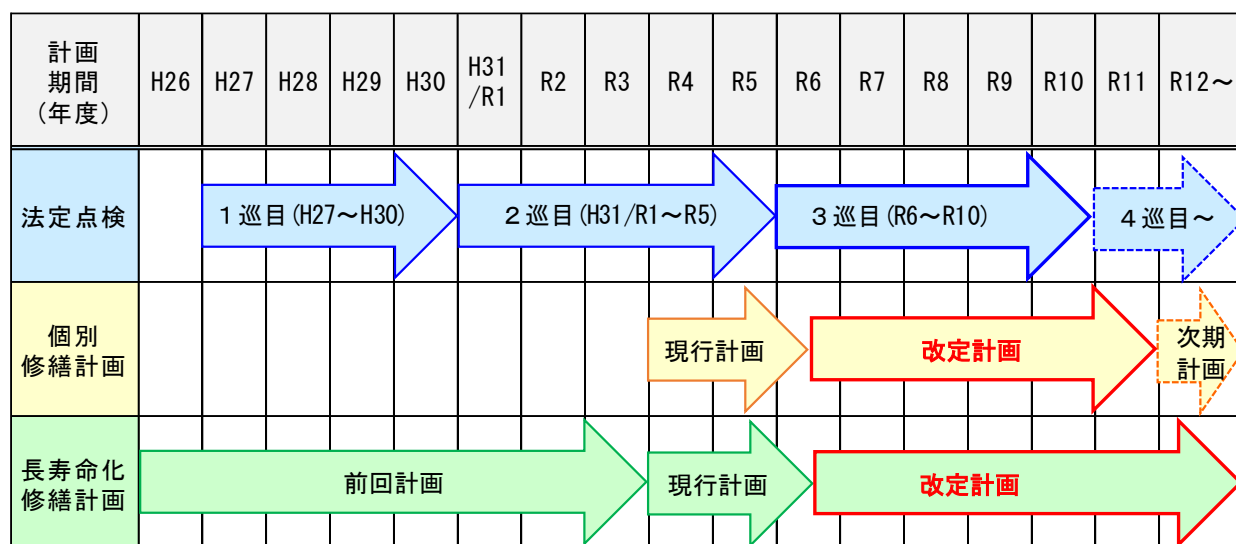 計画
期間
(年度)
H26
H27
H28
H29
H30
H31
/R1
R2
R3
R4
R5
R6
R7
R8
R9
R10
R11
R12～
法定点検
1巡目(H27～H30)
2巡目(H31/R1～R5)
3巡目(R6～R10)
4巡目～
個別
修繕計画
現行計画
改定計画
次期
計画
長寿命化
修繕計画
前回計画
現行計画
改定計画